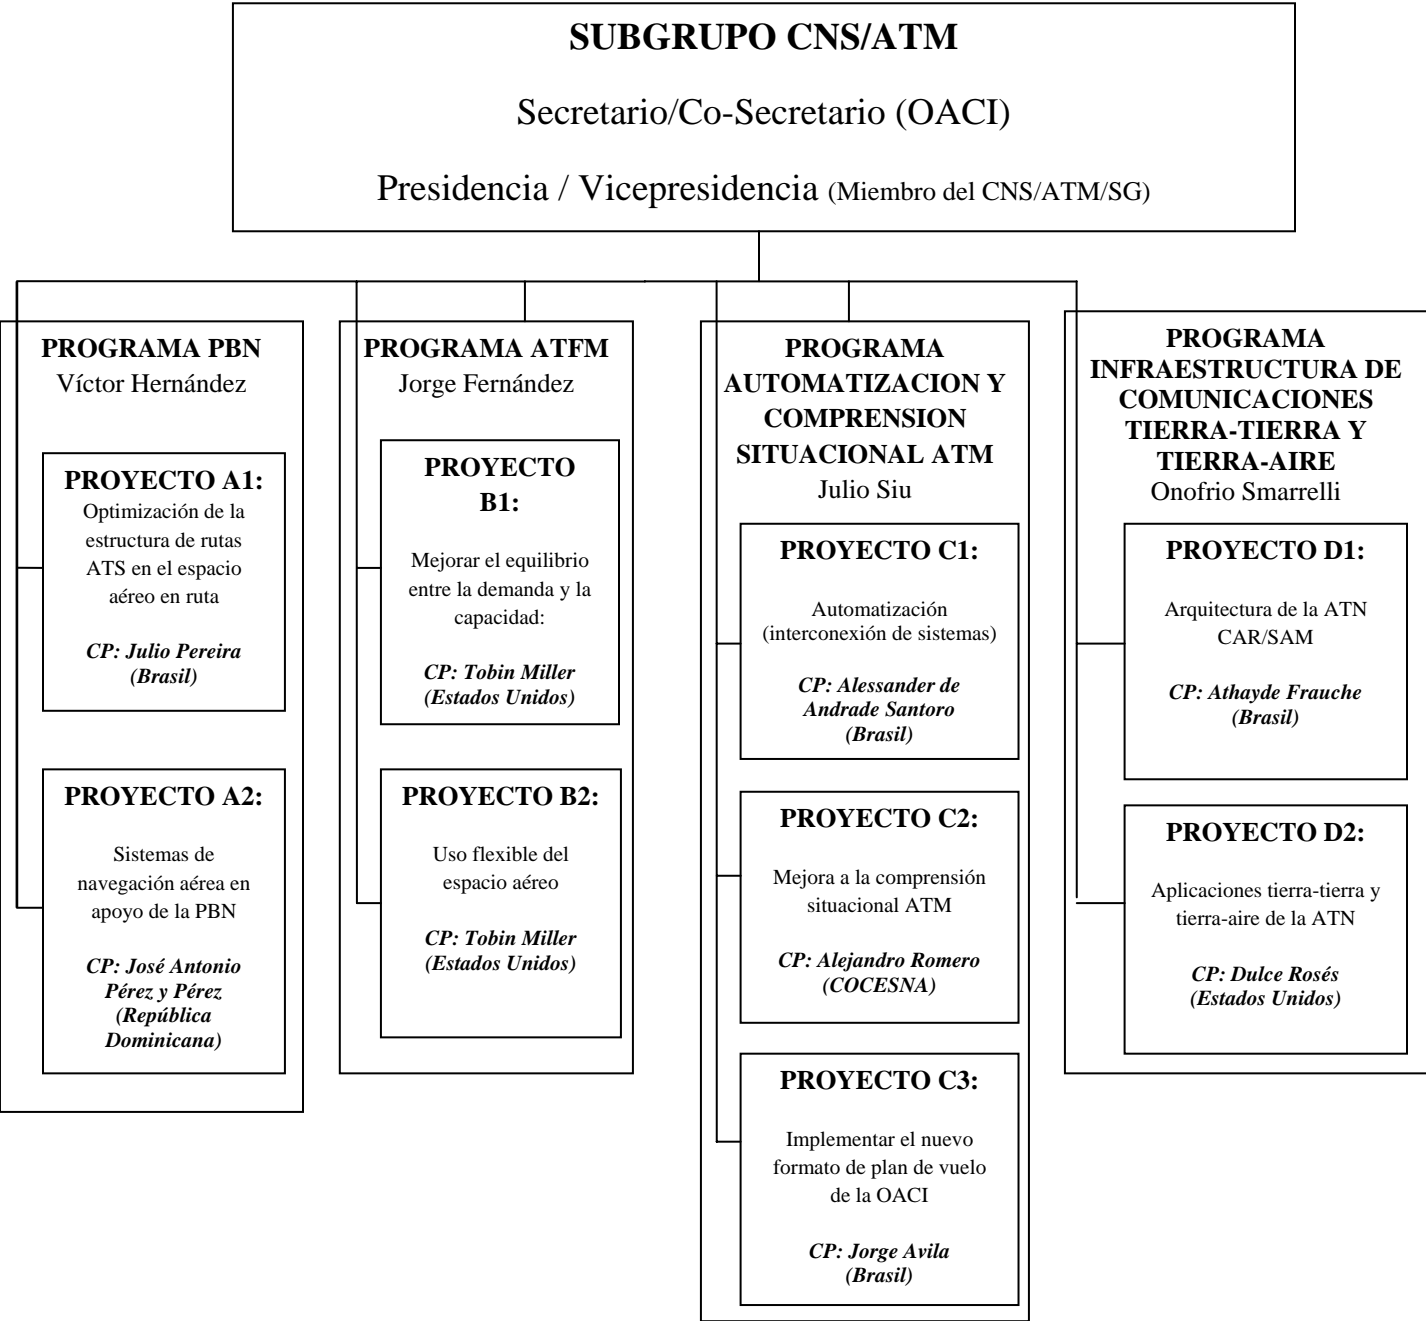 SUBGRUPO CNS/ATM
Secretario/Co-Secretario (OACI)
Presidencia / Vicepresidencia (Miembro del CNS/ATM/SG)
PROGRAMA PBN
Víctor Hernández
PROYECTO A1:
Optimización de la
estructura de rutas
ATS en el espacio
aéreo en ruta
CP: Julio Pereira
(Brasil)
PROYECTO A2:
Sistemas de
navegación aérea en
apoyo de la PBN
CP: José Antonio
Pérez y Pérez
(República
Dominicana)
PROGRAMA ATFM
Jorge Fernández
PROYECTO
B1:
Mejorar el equilibrio
entre la demanda y la
capacidad:
CP: Tobin Miller
(Estados Unidos)
PROYECTO B2:
Uso flexible del
espacio aéreo
CP: Tobin Miller
(Estados Unidos)
PROGRAMA
AUTOMATIZACION Y
COMPRENSION
SITUACIONAL ATM
Julio Siu
PROYECTO C1:
Automatización
(interconexión de sistemas)
CP: Alessander de
Andrade Santoro
(Brasil)
PROYECTO C2:
Mejora a la comprensión
situacional ATM
CP: Alejandro Romero
(COCESNA)
PROYECTO C3:
Implementar el nuevo
formato de plan de vuelo
de la OACI
CP: Jorge Avila
(Brasil)
PROGRAMA
INFRAESTRUCTURA DE
COMUNICACIONES
TIERRA-TIERRA Y
TIERRA-AIRE
Onofrio Smarrelli
PROYECTO D1:
Arquitectura de la ATN
CAR/SAM
CP: Athayde Frauche
(Brasil)
PROYECTO D2:
Aplicaciones tierra-tierra y
tierra-aire de la ATN
CP: Dulce Rosés
(Estados Unidos)